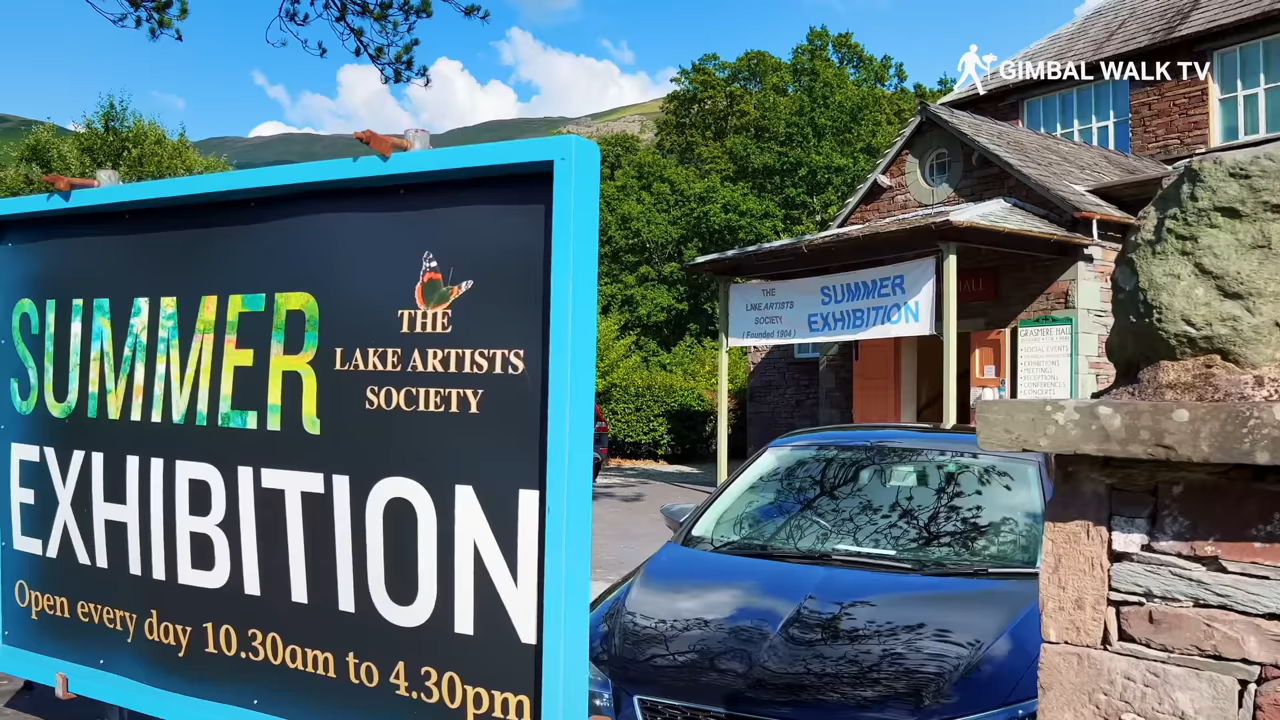 GIMBAL WALK TV
SUMMER
EXHIBITION
THE
LAKE ARTISTS
SOCIETY
Open every day 10.30am to 4.30pm
THE
LAKE ARTISTS
SOCIETY
(Founded 1904)
SUMMER
EXHIBITION
HALL
GRASMERE HALL
• SOCIAL EVENTS
• EXHIBITIONS
• MEETINGS
• RECEPTIONS
• CONFERENCES
• CONCERTS